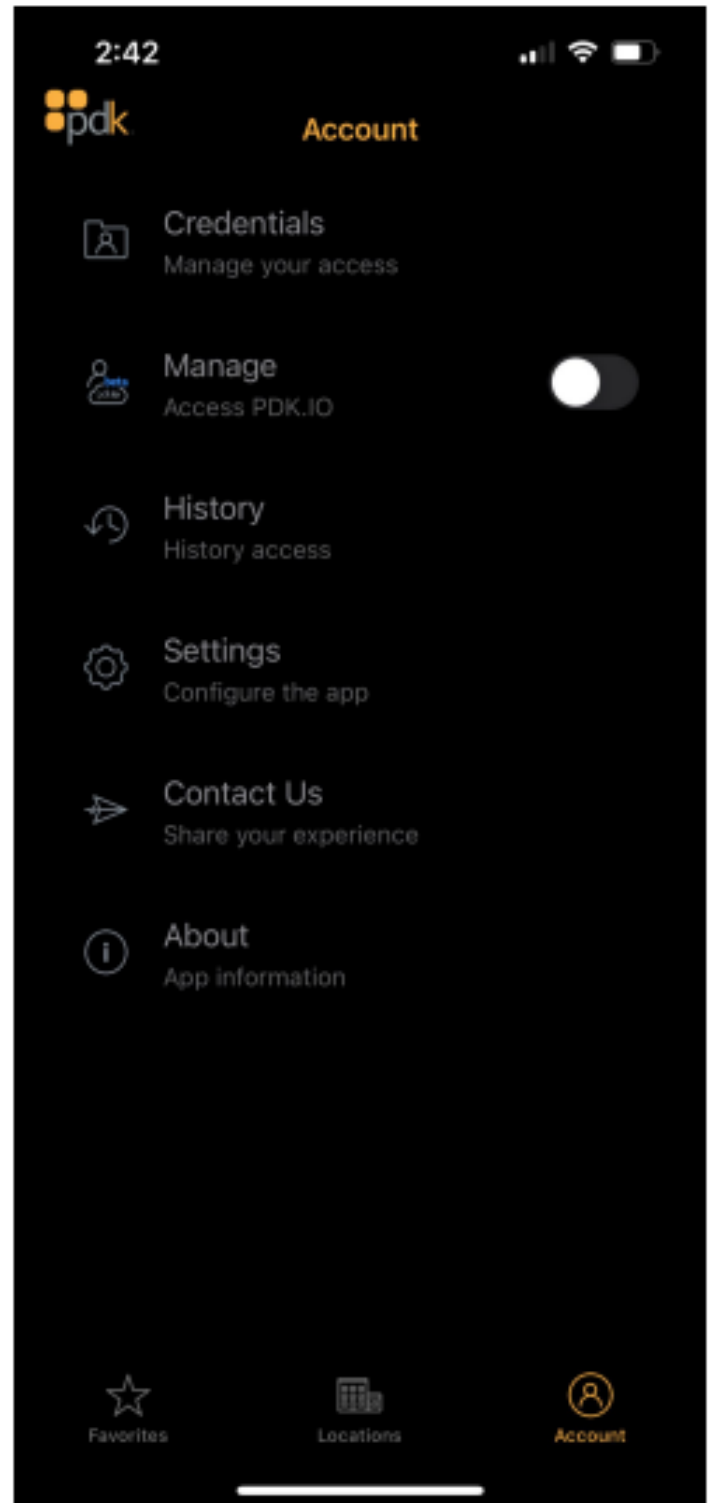 2:42
pdk
Account
Credentials
Manage your access
beta
Manage
Access PDK.IO
History
History access
Settings
Configure the app
Contact Us
Share your experience
About
App information
Favorites
Locations
Account